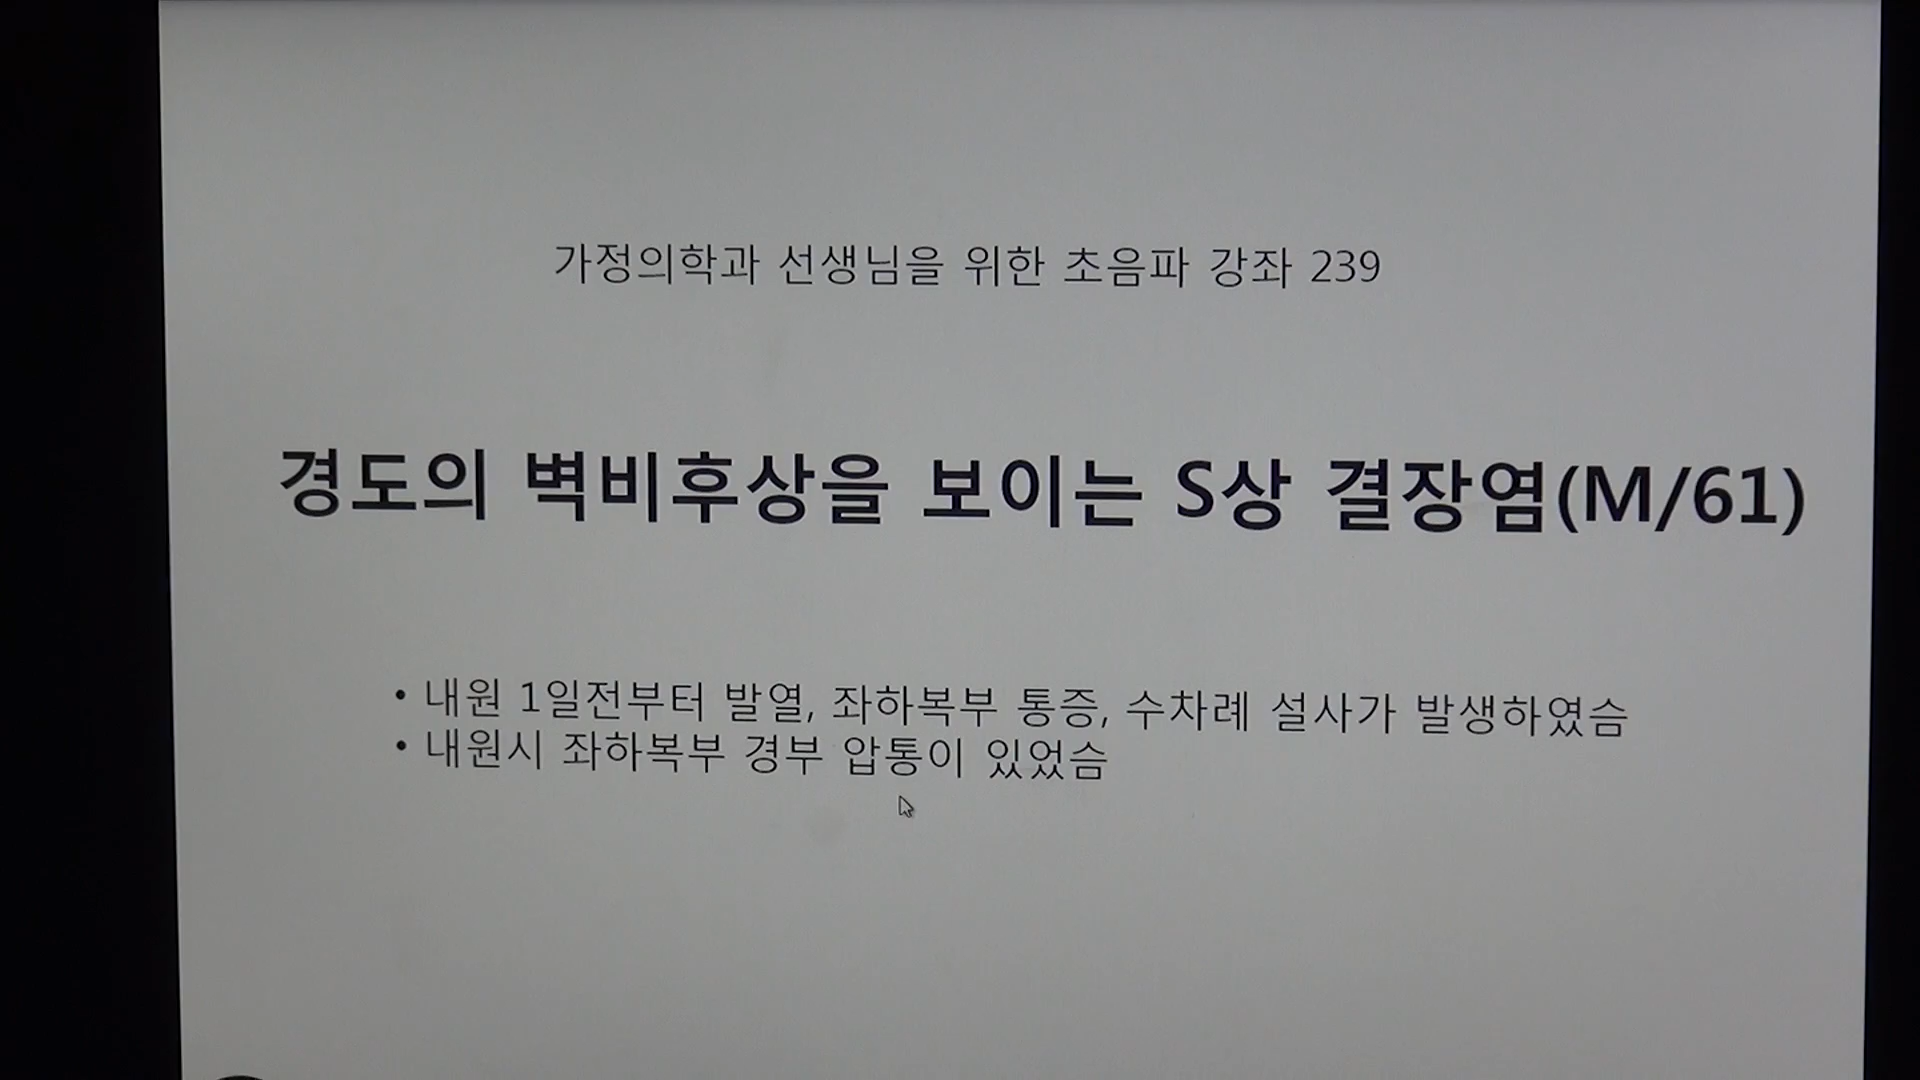 가정의학과 선생님을 위한 초음파 강좌 239
경도의 벽비후상을 보이는 S상 결장염(M/61)
• 내원 1일전부터 발열, 좌하복부 통증, 수차례 설사가 발생하였슴
• 내원시 좌하복부 경부 압통이 있었슴